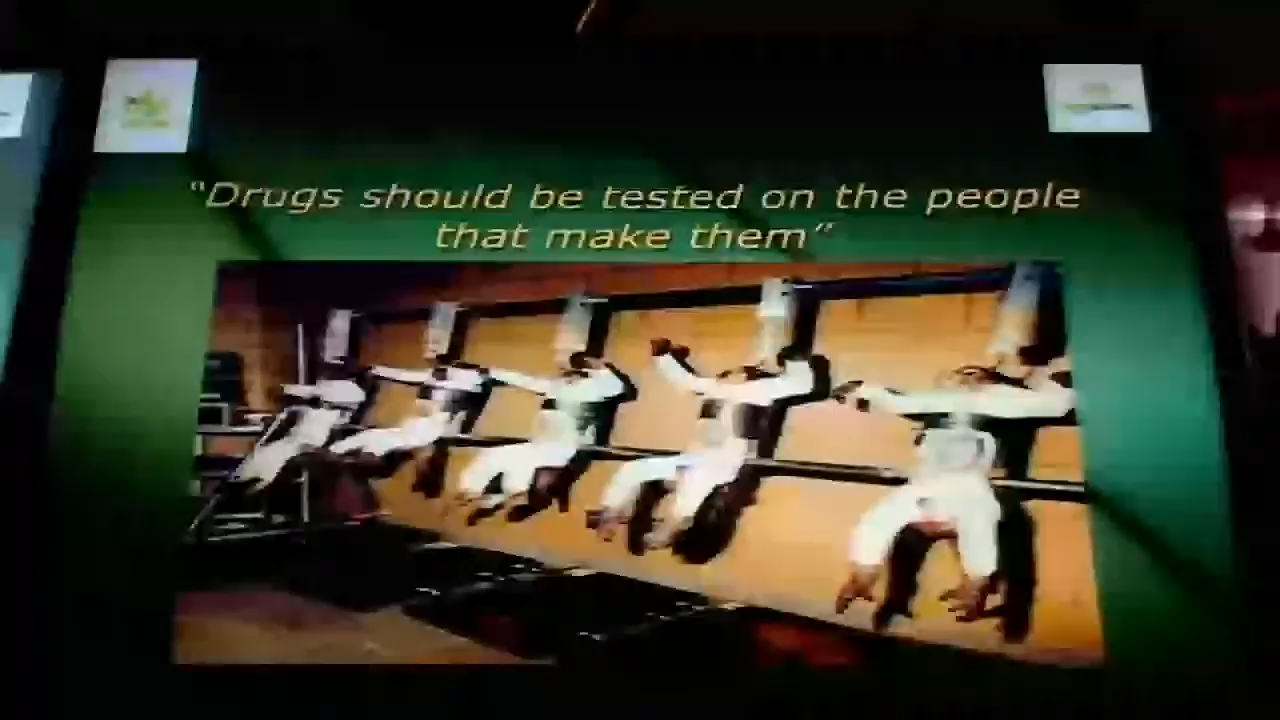 “Drugs should be tested on the people
that make them”